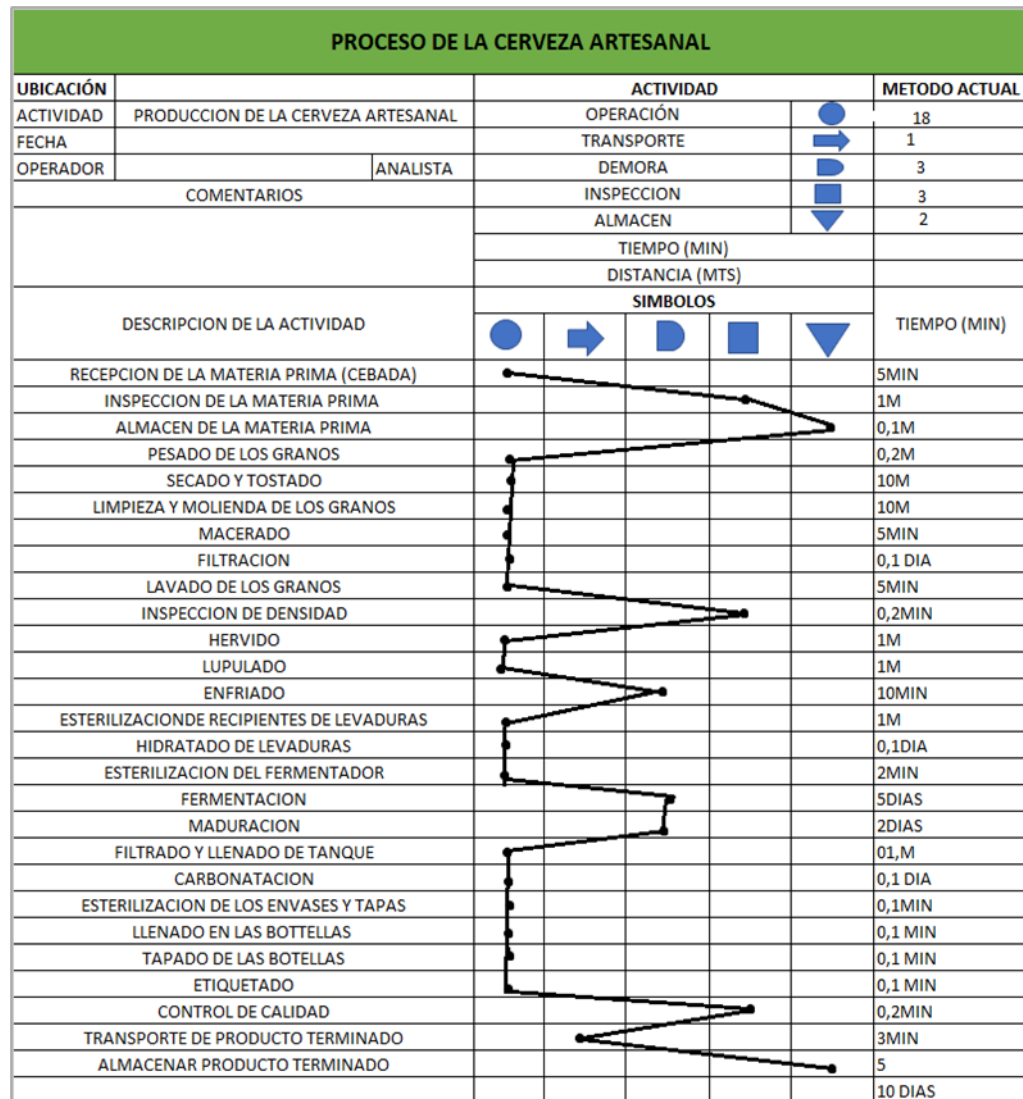 PROCESO DE LA CERVEZA ARTESANAL
UBICACIÓN ACTIVIDAD METODO ACTUAL
ACTIVIDAD PRODUCCION DE LA CERVEZA ARTESANAL OPERACIÓN 18
FECHA TRANSPORTE 1
OPERADOR ANALISTA DEMORA 3
COMENTARIOS INSPECCION 3
ALMACEN 2
TIEMPO (MIN)
DISTANCIA (MTS)
SIMBOLOS
DESCRIPCION DE LA ACTIVIDAD TIEMPO (MIN)
RECEPCION DE LA MATERIA PRIMA (CEBADA) 5MIN
INSPECCION DE LA MATERIA PRIMA 1M
ALMACEN DE LA MATERIA PRIMA 0,1M
PESADO DE LOS GRANOS 0,2M
SECADO Y TOSTADO 10M
LIMPIEZA Y MOLIENDA DE LOS GRANOS 10M
MACERADO 5MIN
FILTRACION 0,1 DIA
LAVADO DE LOS GRANOS 5MIN
INSPECCION DE DENSIDAD 0,2MIN
HERVIDO 1M
LUPULADO 1M
ENFRIADO 10MIN
ESTERILIZACIONDE RECIPIENTES DE LEVADURAS 1M
HIDRATADO DE LEVADURAS 0,1DIA
ESTERILIZACION DEL FERMENTADOR 2MIN
FERMENTACION 5DIAS
MADURACION 2DIAS
FILTRADO Y LLENADO DE TANQUE 01,M
CARBONATACION 0,1 DIA
ESTERILIZACION DE LOS ENVASES Y TAPAS 0,1MIN
LLENADO EN LAS BOTTELLAS 0,1 MIN
TAPADO DE LAS BOTELLAS 0,1 MIN
ETIQUETADO 0,1 MIN
CONTROL DE CALIDAD 0,2MIN
TRANSPORTE DE PRODUCTO TERMINADO 3MIN
ALMACENAR PRODUCTO TERMINADO 5
10 DIAS